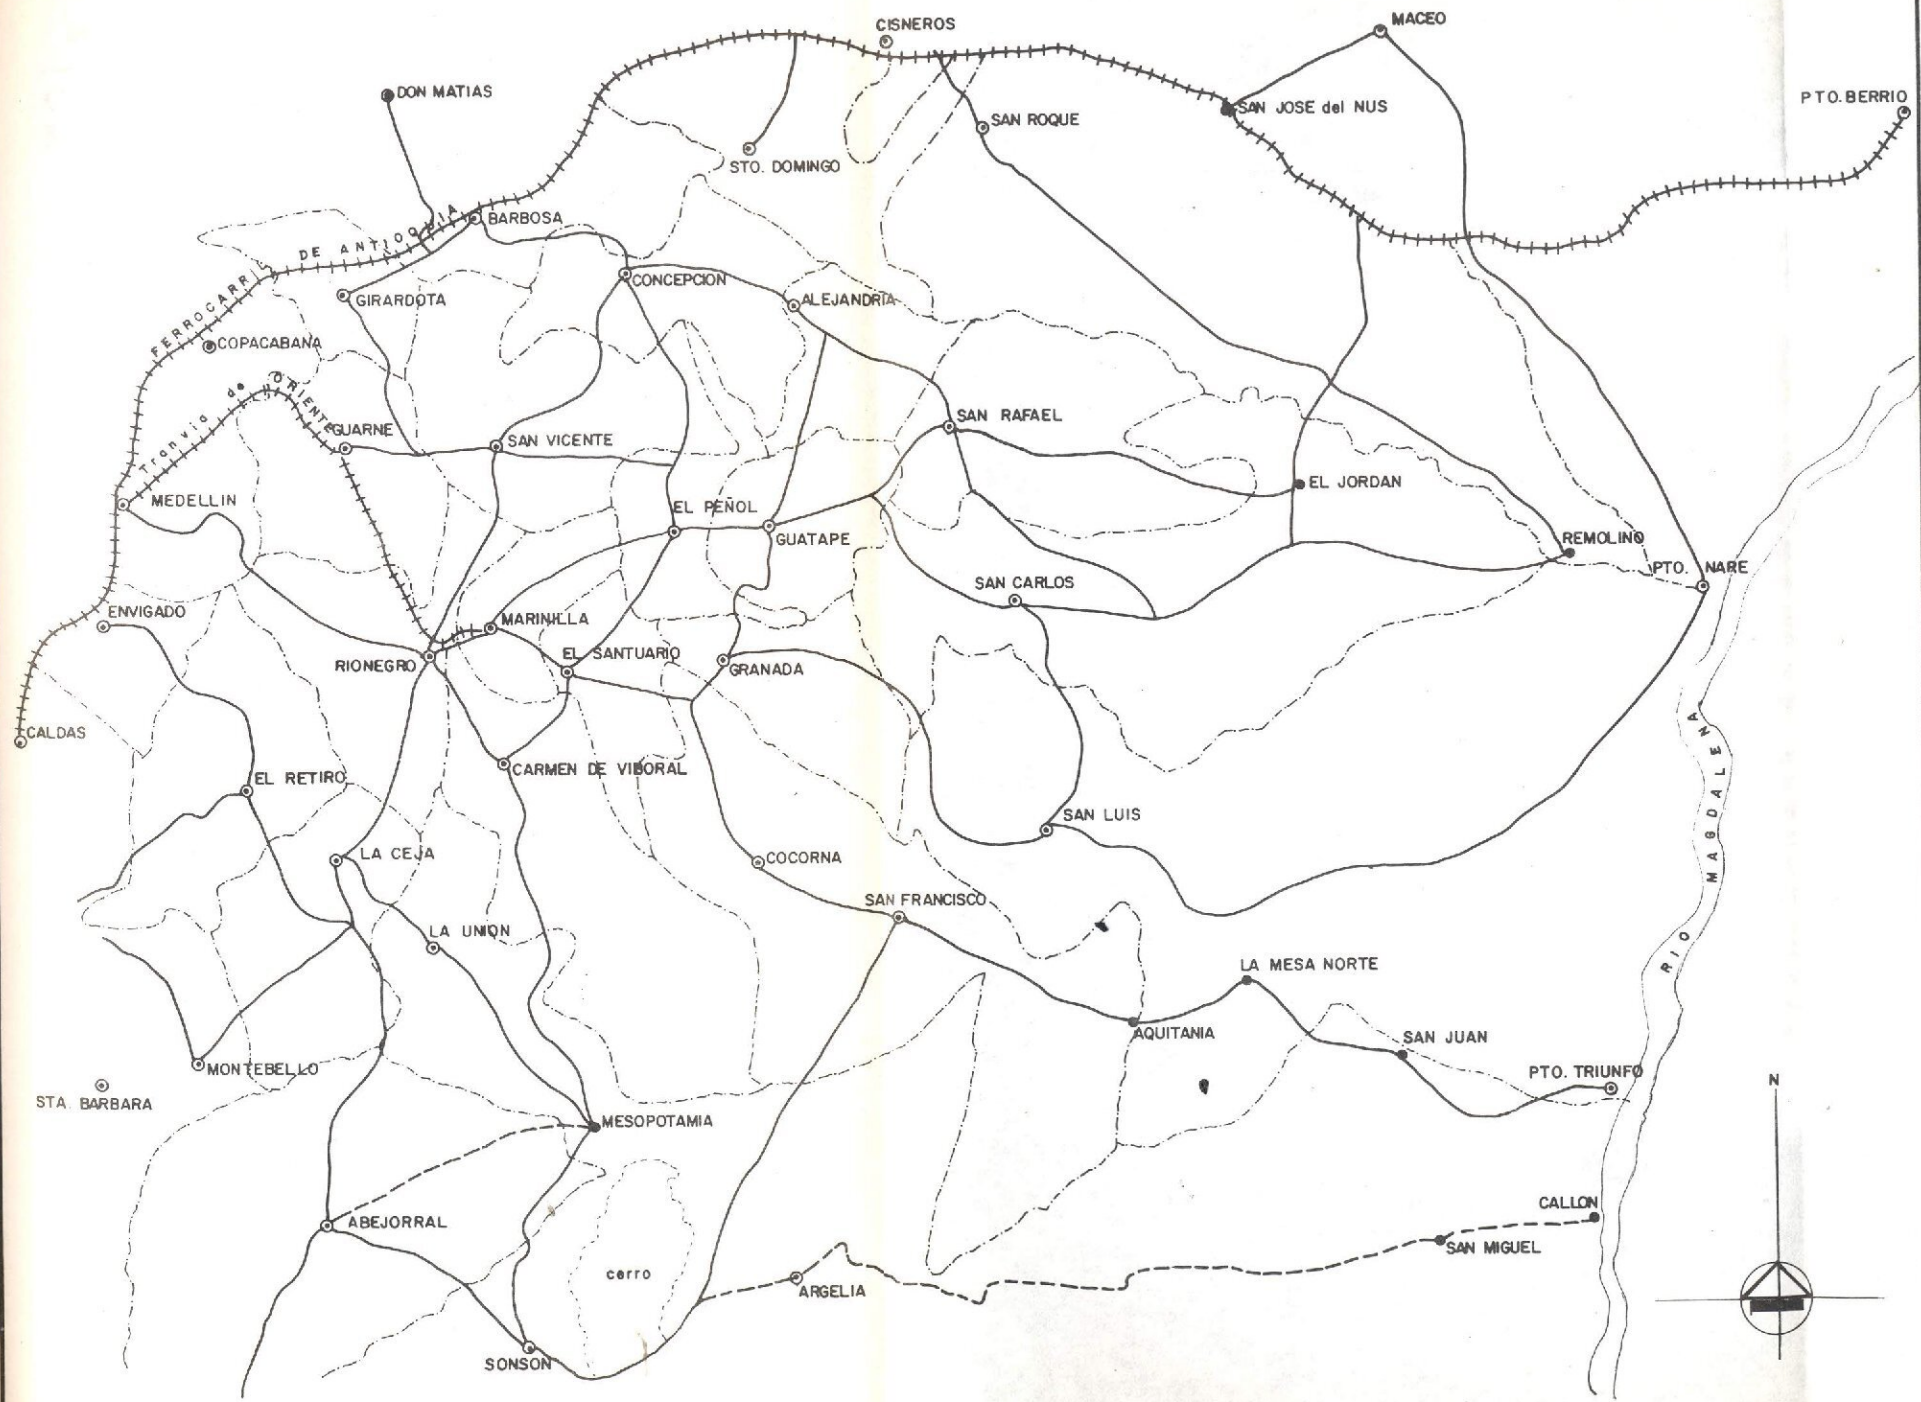 CISNEROS
MACEO
DON MATIAS
PTO. BERRIO
SAN JOSE del NUS
SAN ROQUE
STO. DOMINGO
BARBOSA
FERROCARRIL DE ANTIOQUIA
CONCEPCION
GIRARDOTA
ALEJANDRIA
COPACABANA
Tranvia de ORIENTE
GUARNE
SAN VICENTE
SAN RAFAEL
EL JORDAN
MEDELLIN
EL PEÑOL
GUATAPE
REMOLINO
PTO. NARE
SAN CARLOS
ENVIGADO
MARINILLA
RIONEGRO
EL SANTUARIO
GRANADA
CALDAS
EL RETIRO
CARMEN DE VIBORAL
SAN LUIS
LA CEJA
COCORNA
RIO MAGDALENA
SAN FRANCISCO
LA UNION
LA MESA NORTE
AQUITANIA
SAN JUAN
MONTEBELLO
PTO. TRIUNFO
STA. BARBARA
N
MESOPOTAMIA
CALLON
ABEJORRAL
SAN MIGUEL
cerro
ARGELIA
SONSON